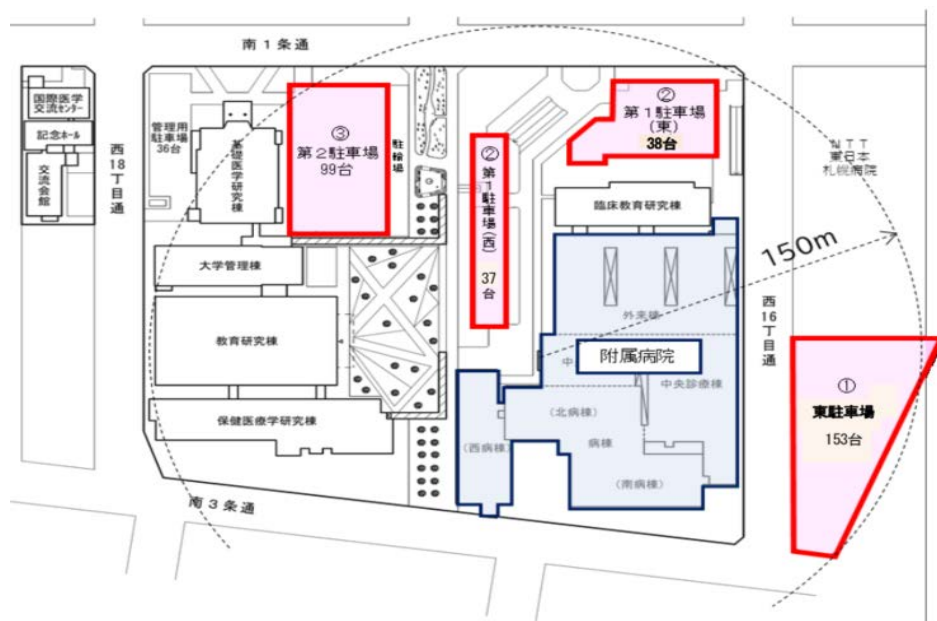 南1条通
国際医学
交流センター
記念ホール
交流会館
西18丁目通
管理用
駐車場
36台
基礎医学研究棟
③
第2駐車場
99台
駐輪場
②
第1駐車場(西)
37
台
②
第1駐車場
(東)
38台
NTT
東日本
札幌病院
臨床教育研究棟
150m
大学管理棟
教育研究棟
保健医療学研究棟
外来棟
附属病院
中央診療棟
(北病棟)
病棟
(西病棟)
(南病棟)
西16丁目通
①
東駐車場
153台
南3条通